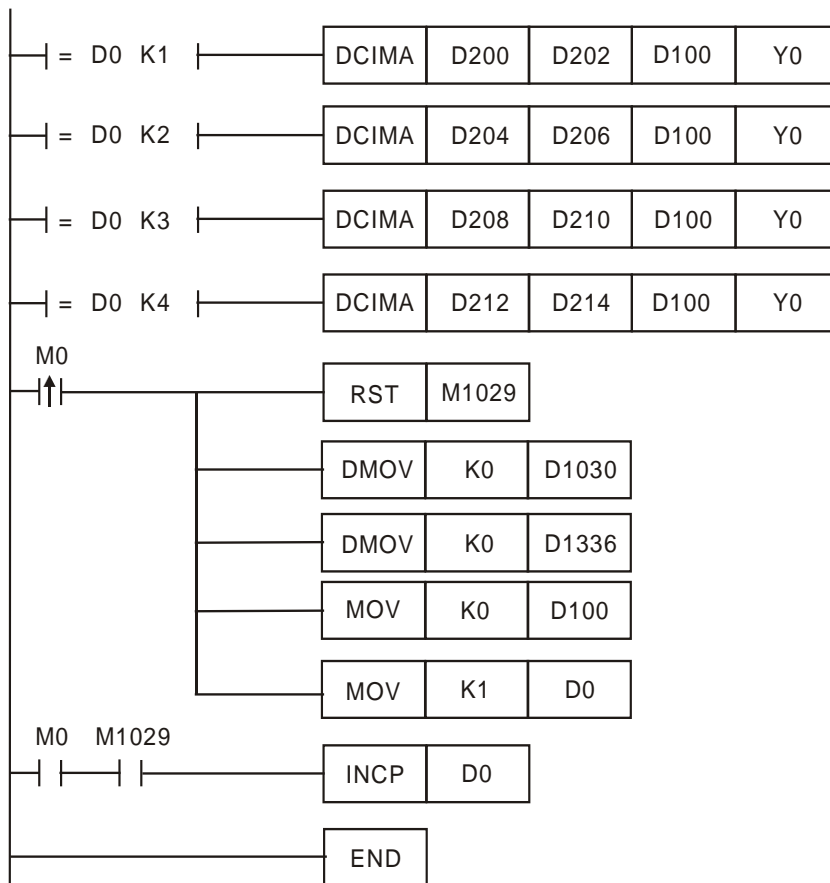 = D0 K1 DCIMA D200 D202 D100 Y0
= D0 K2 DCIMA D204 D206 D100 Y0
= D0 K3 DCIMA D208 D210 D100 Y0
= D0 K4 DCIMA D212 D214 D100 Y0
M0
RST M1029
DMOV K0 D1030
DMOV K0 D1336
MOV K0 D100
MOV K1 D0
M0 M1029
INCP D0
END